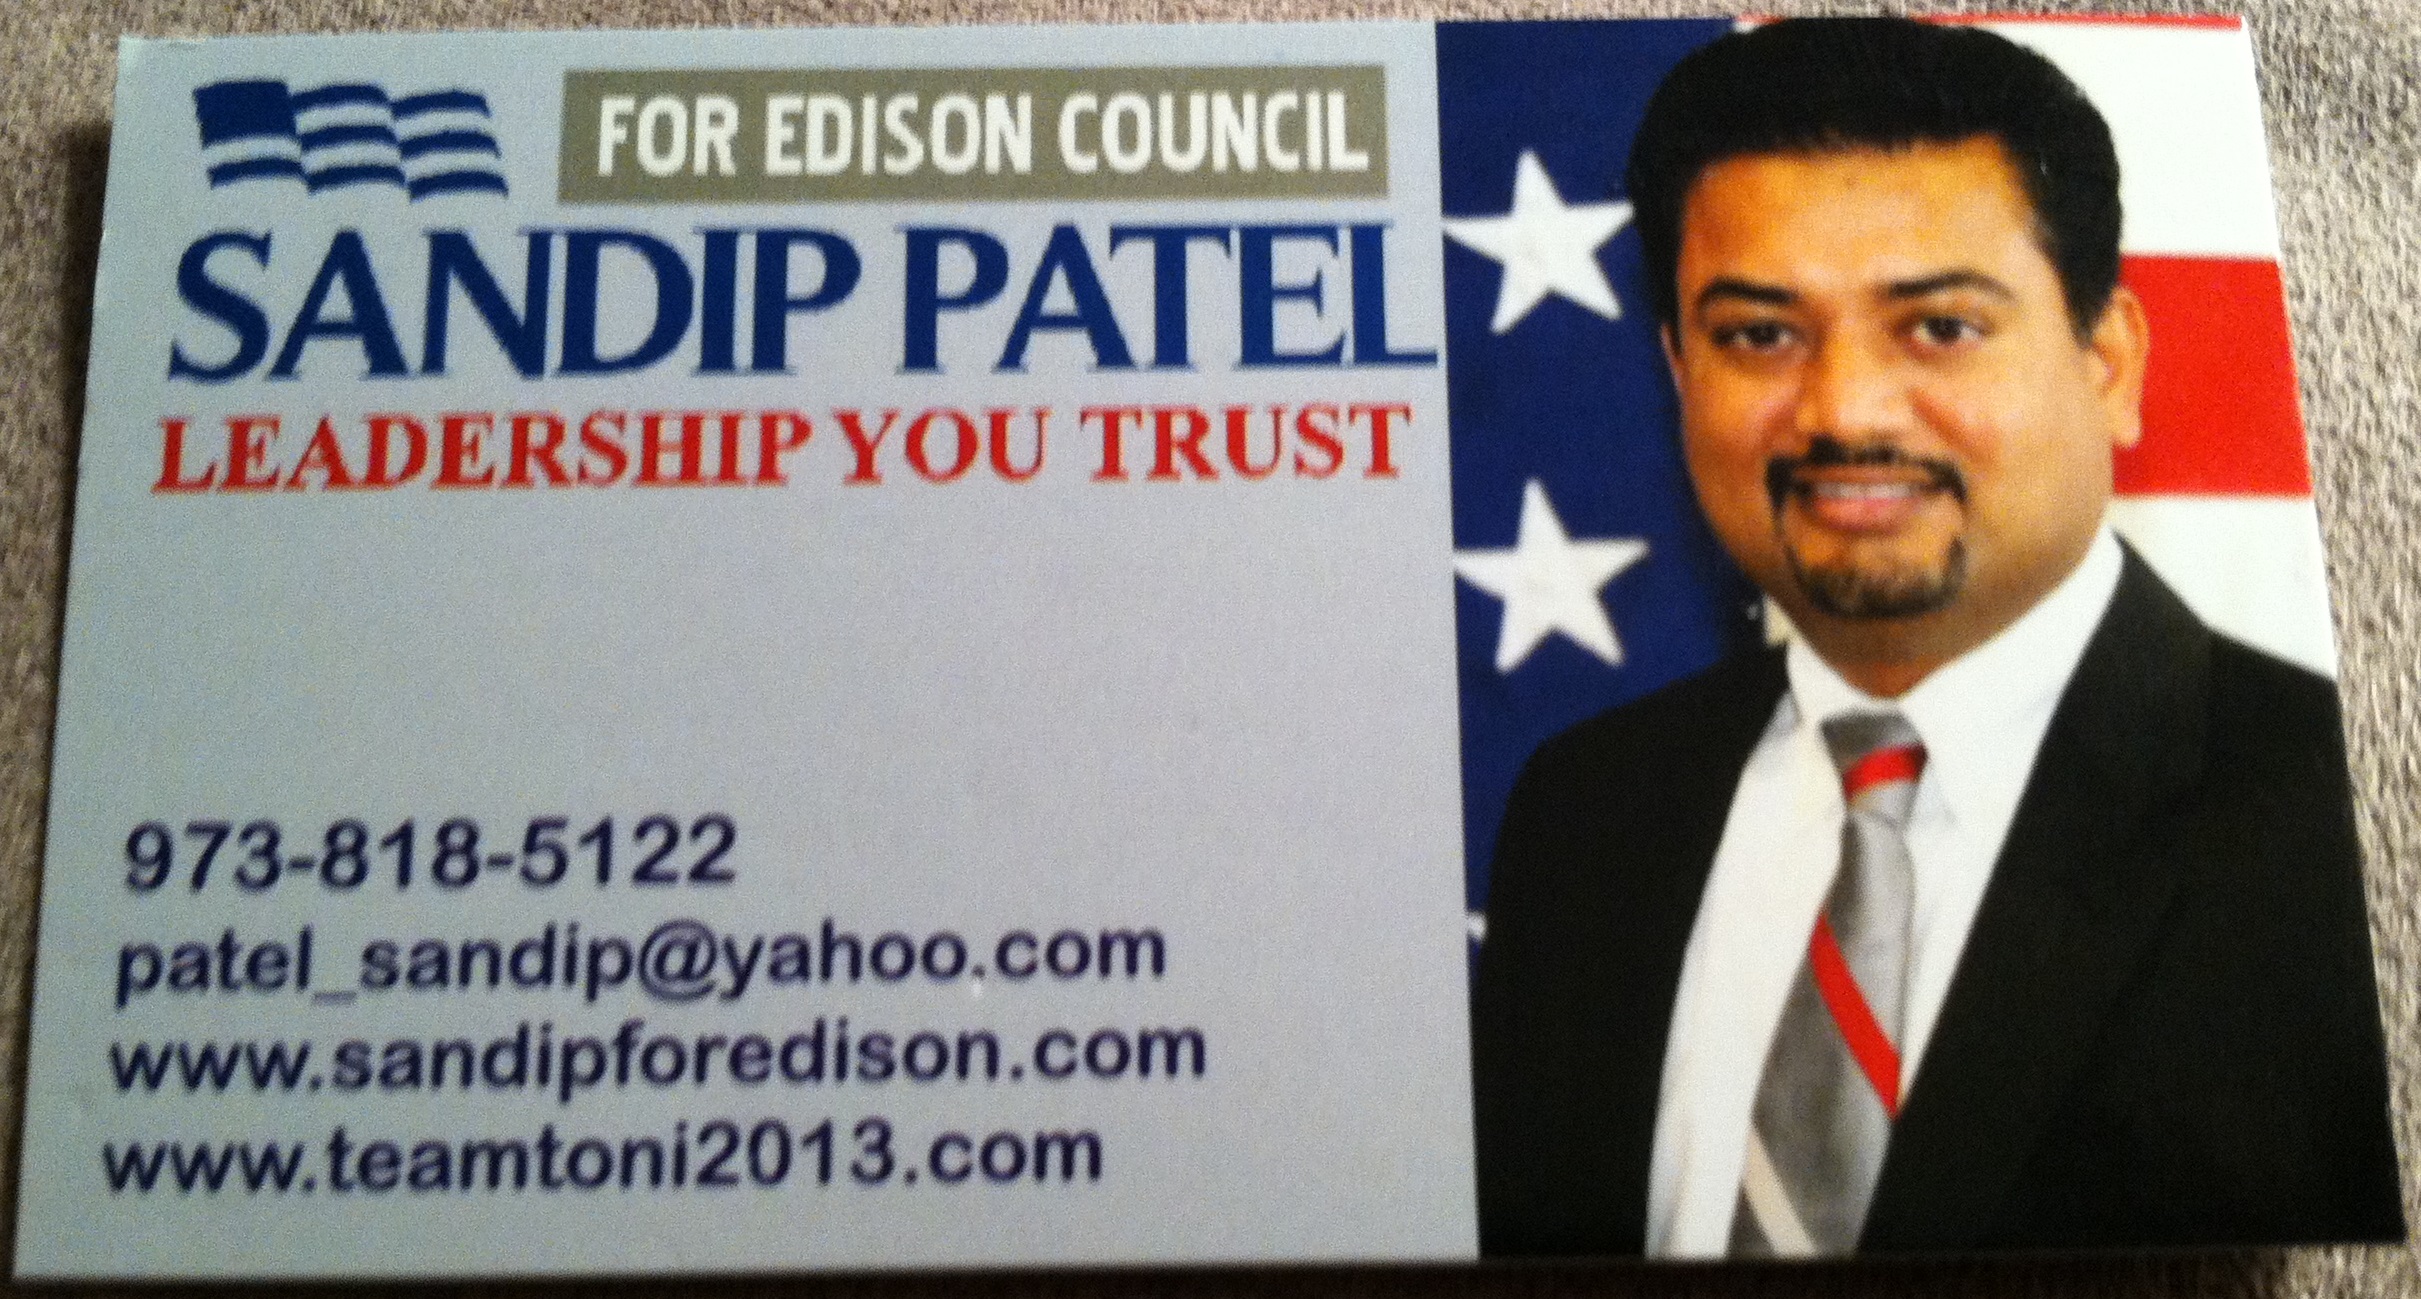 FOR EDISON COUNCIL
SANDIP PATEL
LEADERSHIP YOU TRUST
973-818-5122
patel_sandip@yahoo.com
www.sandipforedison.com
www.teamtoni2013.com